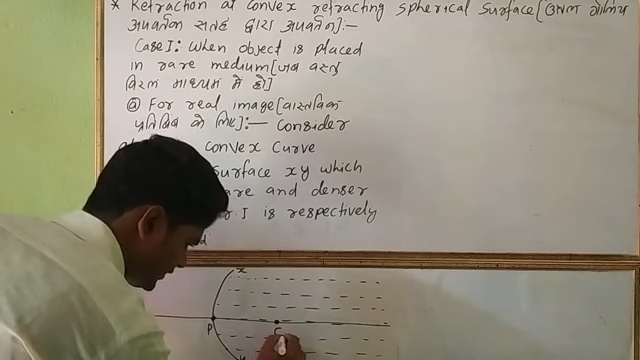 * Refraction at convex refracting spherical surface [उत्तल गोलिय
अपवर्तक सतह द्वारा अपवर्तन] :—
Case I: When object is placed
in rare medium [जब वस्तु
विरल माध्यम में हो]
ⓐ For real image [वास्तविक
प्रतिबिंब के लिए] :— Consider
convex curve
surface xy which
rare and denser
r. I is respectively
x
P
C
y